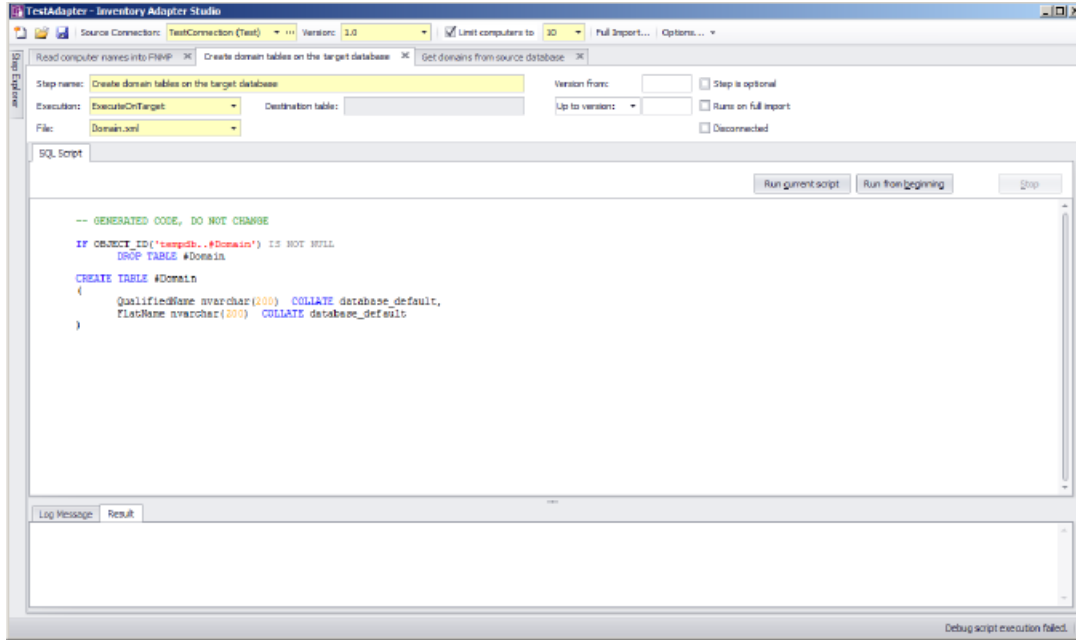 TestAdapter - Inventory Adapter Studio
Source Connection: TestConnection (Test) Version: 1.0 Limit computers to 10 Full Import... Options...
Step Explorer
Read computer names into FNMP Create domain tables on the target database Get domains from source database
Step name: Create domain tables on the target database Version from: Step is optional
Execution: ExecuteOnTarget Destination table: Up to version: Runs on full import
File: Domain.xml Disconnected
SQL Script
Run current script Run from beginning Stop
-- GENERATED CODE, DO NOT CHANGE
IF OBJECT_ID('tempdb..#Domain') IS NOT NULL
DROP TABLE #Domain
CREATE TABLE #Domain
(
QualifiedName nvarchar(200) COLLATE database_default,
FlatName nvarchar(200) COLLATE database_default
)
Log Message Result
Debug script execution failed.